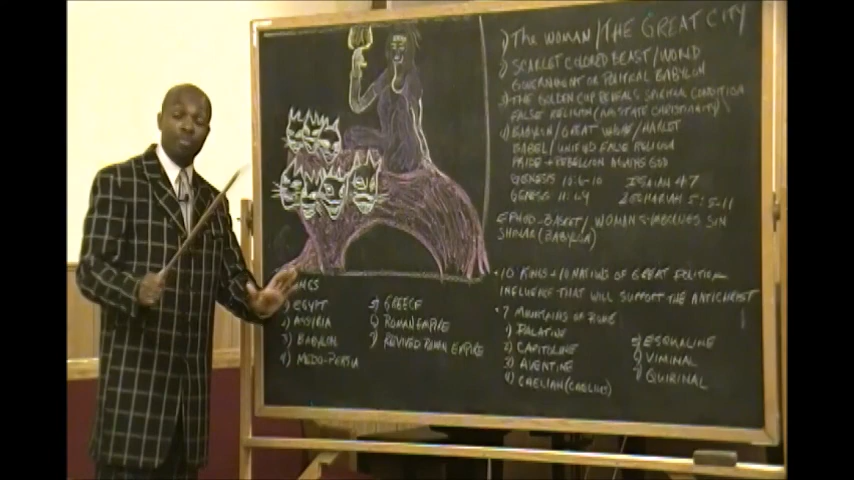 1) THE WOMAN/THE GREAT CITY
2) SCARLET COLORED BEAST/WORLD
GOVERNMENT OR POLITICAL BABYLON
3) THE GOLDEN CUP REVEALS SPIRITUAL CONDITION
FALSE RELIGION (APOSTATE CHRISTIANITY)
4) BABYLON/GREAT WHORE/HARLOT
BABEL/UNIFIED FALSE RELIGION
PRIDE + REBELLION AGAINS GOD
GENESIS 10:6-10 ISAIAH 47
GENESIS 11:1-9 ZECHARIAH 5:5-11
EPHOD-BASKET/WOMAN SYMBOLIZES SIN
SHINAR (BABYLON)
• 10 KINGS + 10 NATIONS OF GREAT POLITICAL
INFLUENCE THAT WILL SUPPORT THE ANTICHRIST
• 7 MOUNTAINS OF ROME
1) PALATINE
2) CAPITOLINE
3) AVENTINE
4) CAELIAN (CAELIUS)
5) ESQUALINE
6) VIMINAL
7) QUIRINAL
KINGS
1) EGYPT
2) ASSYRIA
3) BABYLON
4) MEDO-PERSIA
5) GREECE
6) ROMAN EMPIRE
7) REVIVED ROMAN EMPIRE